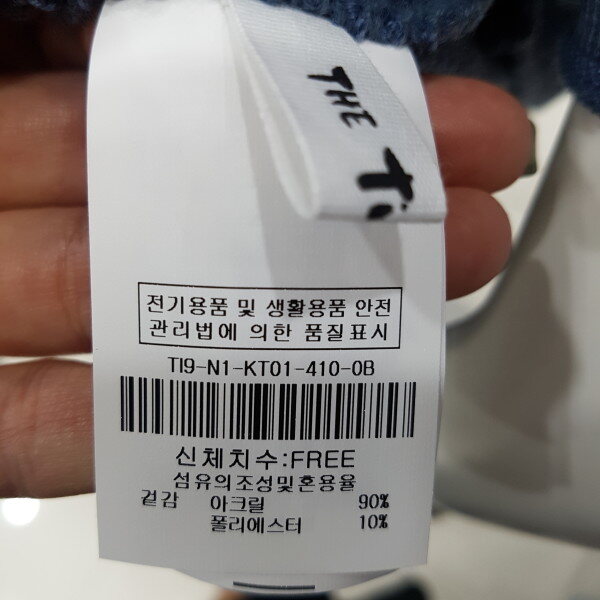 THE
전기용품 및 생활용품 안전
관리법에 의한 품질표시
TI9-N1-KT01-410-0B
신체치수:FREE
섬유의조성및혼용율
겉감 아크릴 90%
폴리에스터 10%